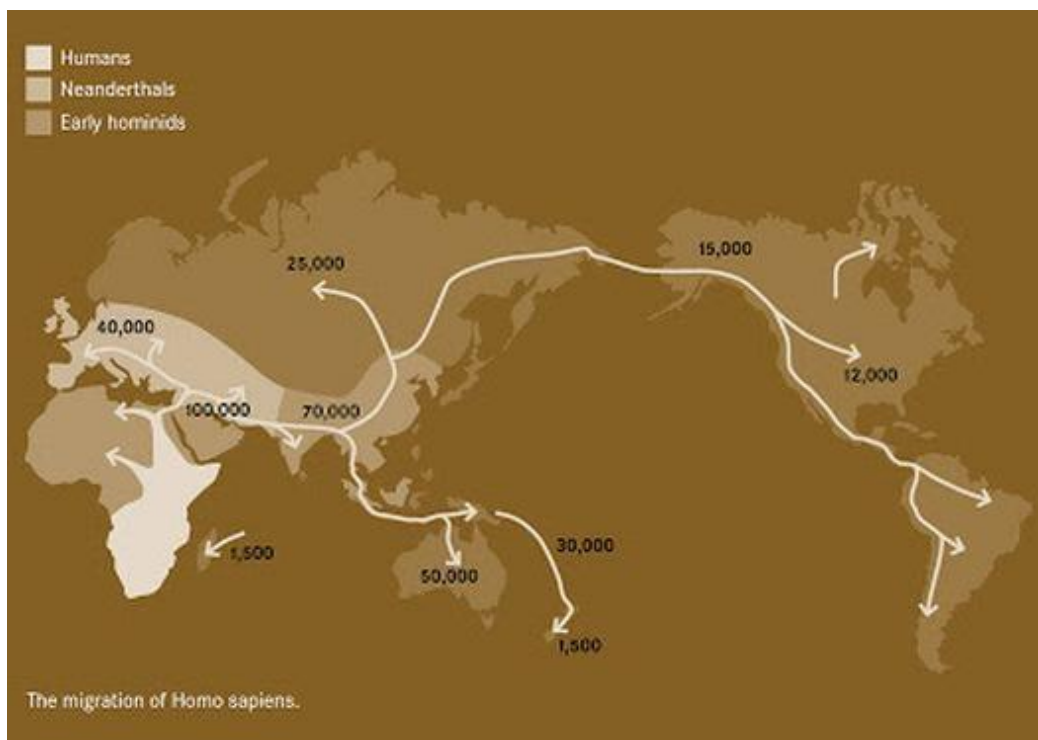 Humans
Neanderthals
Early hominids
15,000
25,000
40,000
12,000
100,000
70,000
30,000
1,500
50,000
1,500
The migration of Homo sapiens.